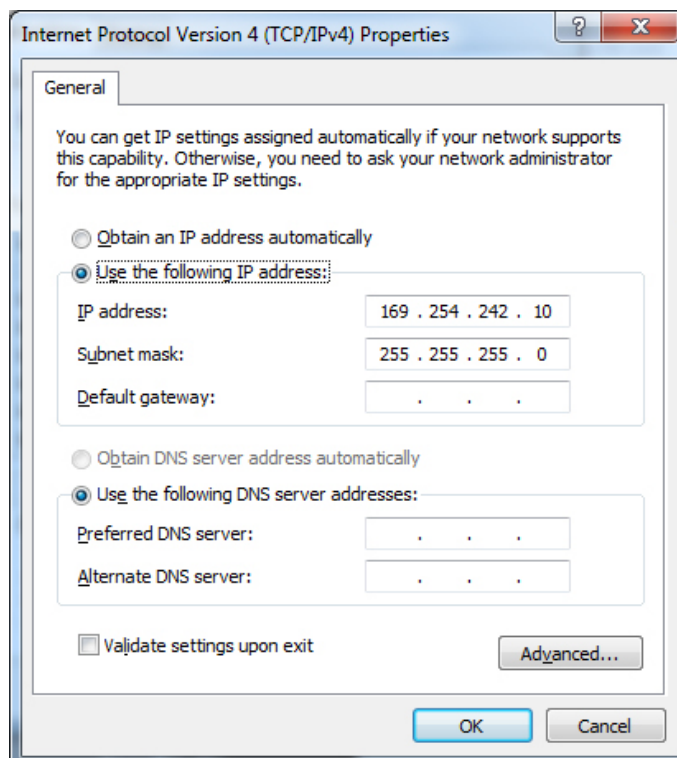 Internet Protocol Version 4 (TCP/IPv4) Properties
General
You can get IP settings assigned automatically if your network supports
this capability. Otherwise, you need to ask your network administrator
for the appropriate IP settings.
Obtain an IP address automatically
Use the following IP address:
IP address: 169 . 254 . 242 . 10
Subnet mask: 255 . 255 . 255 . 0
Default gateway: . . .
Obtain DNS server address automatically
Use the following DNS server addresses:
Preferred DNS server: . . .
Alternate DNS server: . . .
Validate settings upon exit
Advanced...
OK Cancel